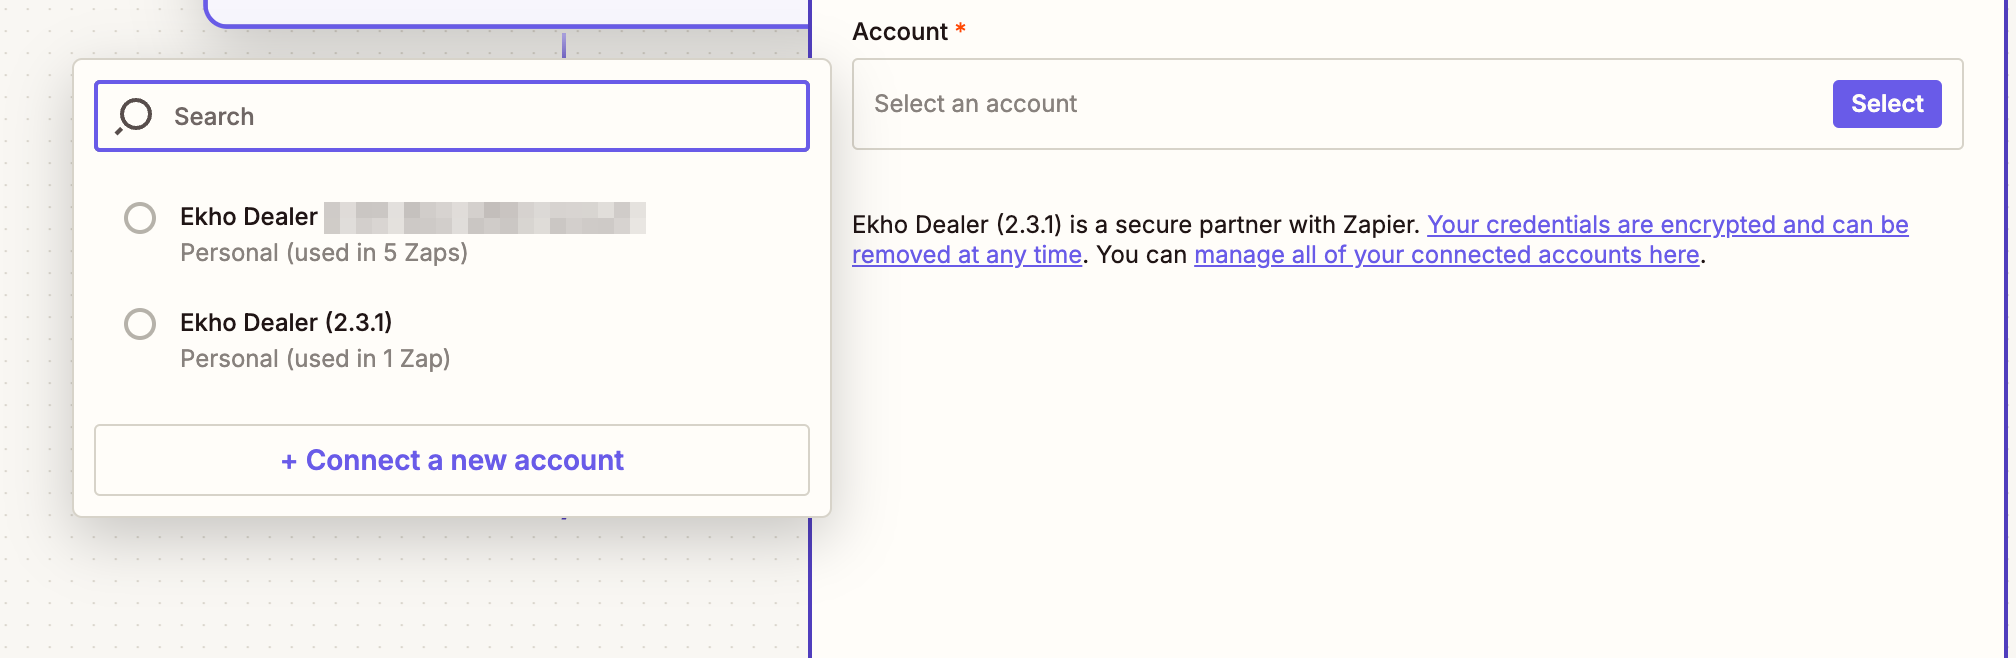 Search
Ekho Dealer
Personal (used in 5 Zaps)
Ekho Dealer (2.3.1)
Personal (used in 1 Zap)
+ Connect a new account
Account *
Select an account
Select
Ekho Dealer (2.3.1) is a secure partner with Zapier. Your credentials are encrypted and can be
removed at any time. You can manage all of your connected accounts here.